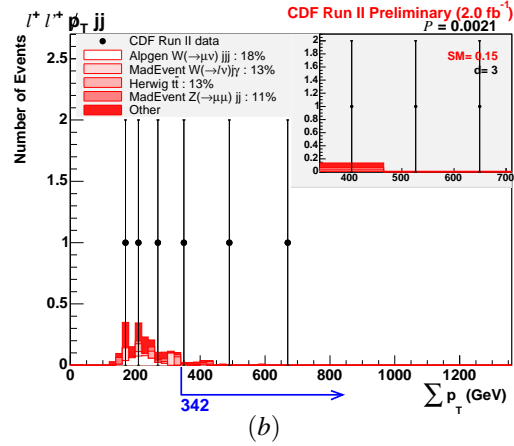 l⁺ l'⁺ p̸_T jj
CDF Run II Preliminary (2.0 fb⁻¹)
P = 0.0021
Number of Events
2.5
2
1.5
1
0.5
0
CDF Run II data
Alpgen W(→μν) jjj : 18%
MadEvent W(→lν)jγ : 13%
Herwig tt̄ : 13%
MadEvent Z(→μμ) jj : 11%
Other
2
1.8
1.6
1.4
1.2
1
0.8
0.6
0.4
0.2
0
SM= 0.15
d= 3
400 500 600 700
0 200 400 600 800 1000 1200
342
∑ p_T (GeV)
(b)